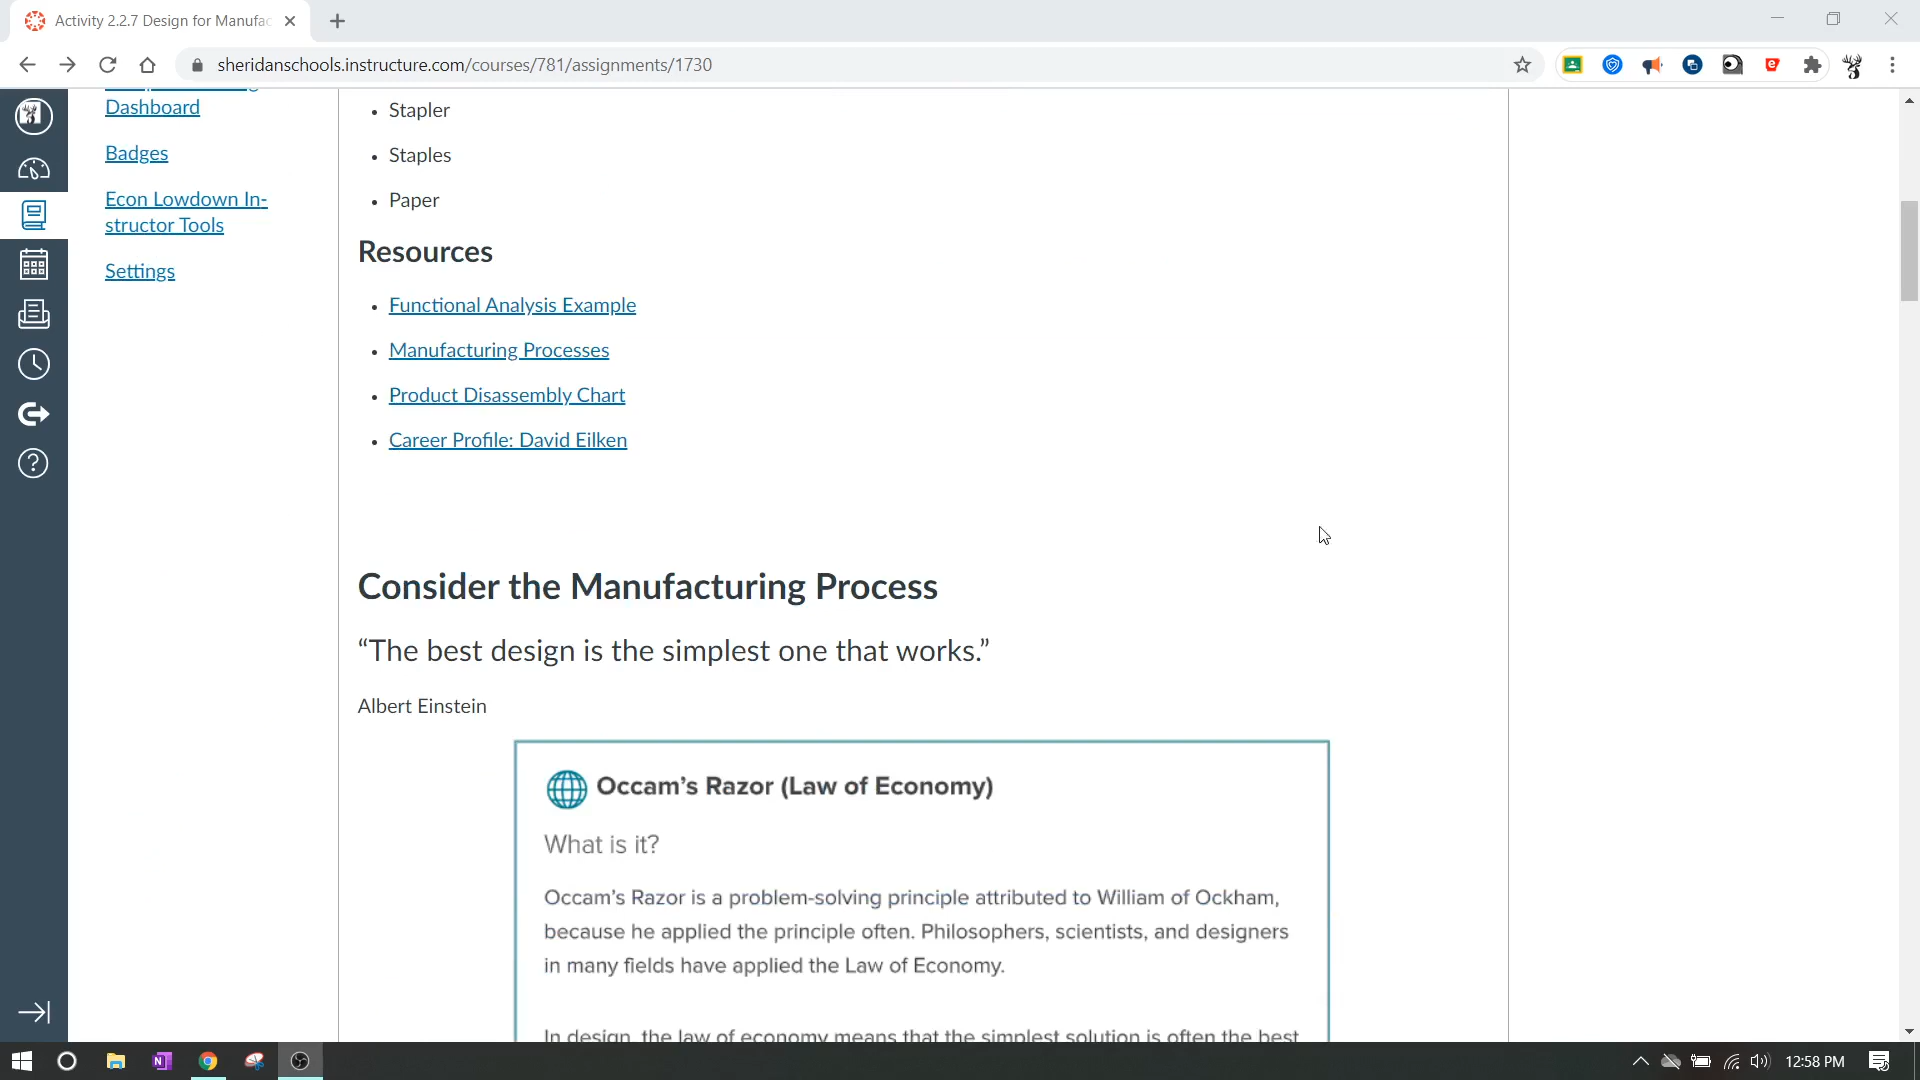 Activity 2.2.7 Design for Manufac
sheridanschools.instructure.com/courses/781/assignments/1730
Dashboard
Badges
Econ Lowdown In-
structor Tools
Settings
Stapler
Staples
Paper
Resources
Functional Analysis Example
Manufacturing Processes
Product Disassembly Chart
Career Profile: David Eilken
Consider the Manufacturing Process
“The best design is the simplest one that works.”
Albert Einstein
Occam’s Razor (Law of Economy)
What is it?
Occam’s Razor is a problem-solving principle attributed to William of Ockham,
because he applied the principle often. Philosophers, scientists, and designers
in many fields have applied the Law of Economy.
In design, the law of economy means that the simplest solution is often the best
12:58 PM